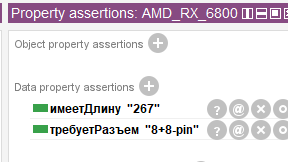 Property assertions: AMD_RX_6800
Object property assertions
Data property assertions
имеетДлину "267"
требуетРазъем "8+8-pin"